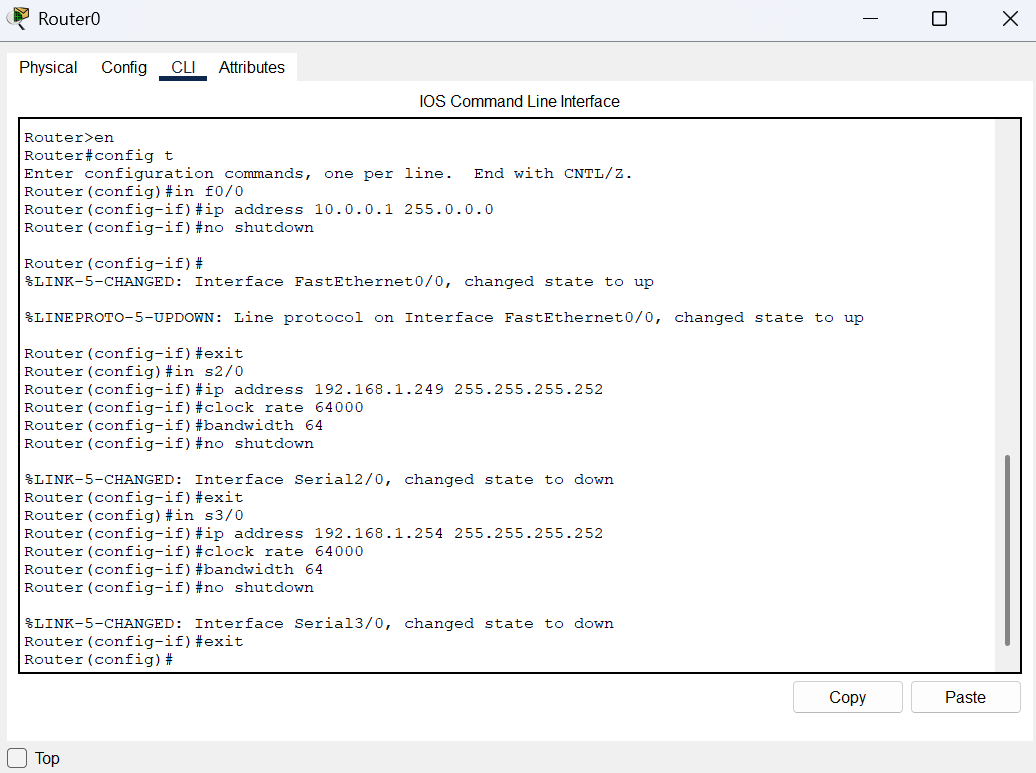 Router0
Physical Config CLI Attributes
IOS Command Line Interface
Router>en
Router#config t
Enter configuration commands, one per line.  End with CNTL/Z.
Router(config)#in f0/0
Router(config-if)#ip address 10.0.0.1 255.0.0.0
Router(config-if)#no shutdown
Router(config-if)#
%LINK-5-CHANGED: Interface FastEthernet0/0, changed state to up
%LINEPROTO-5-UPDOWN: Line protocol on Interface FastEthernet0/0, changed state to up
Router(config-if)#exit
Router(config)#in s2/0
Router(config-if)#ip address 192.168.1.249 255.255.255.252
Router(config-if)#clock rate 64000
Router(config-if)#bandwidth 64
Router(config-if)#no shutdown
%LINK-5-CHANGED: Interface Serial2/0, changed state to down
Router(config-if)#exit
Router(config)#in s3/0
Router(config-if)#ip address 192.168.1.254 255.255.255.252
Router(config-if)#clock rate 64000
Router(config-if)#bandwidth 64
Router(config-if)#no shutdown
%LINK-5-CHANGED: Interface Serial3/0, changed state to down
Router(config-if)#exit
Router(config)#
Copy Paste
Top